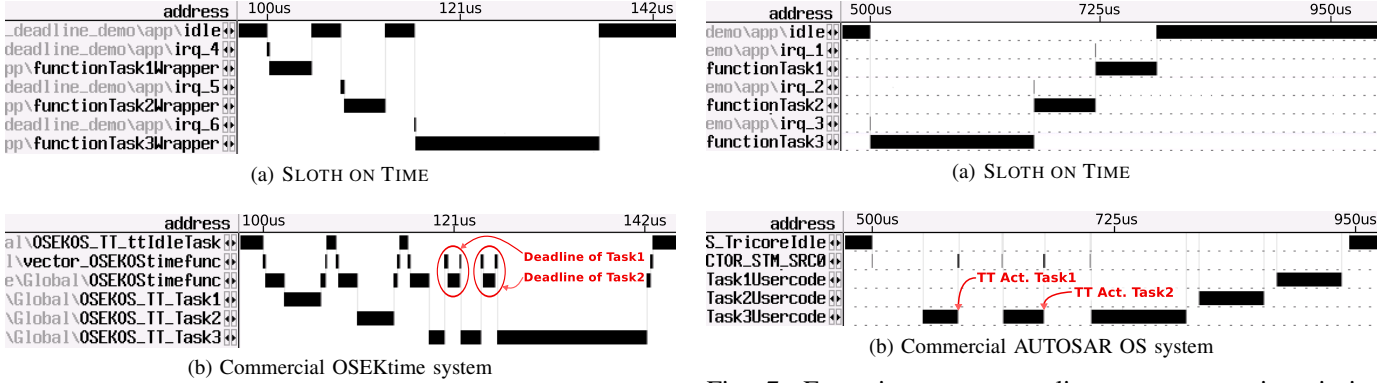 address
100us 121us 142us
_deadline_demo\app\idle
deadline_demo\app\irq_4
pp\functionTask1Wrapper
deadline_demo\app\irq_5
pp\functionTask2Wrapper
deadline_demo\app\irq_6
pp\functionTask3Wrapper
(a) SLOTH ON TIME
address
100us 121us 142us
al\OSEKOS_TT_ttIdleTask
l\vector_OSEKOStimefunc
e\Global\OSEKOStimefunc
\Global\OSEKOS_TT_Task1
\Global\OSEKOS_TT_Task2
\Global\OSEKOS_TT_Task3
Deadline of Task1
Deadline of Task2
(b) Commercial OSEKtime system
address
500us 725us 950us
demo\app\idle
emo\app\irq_1
functionTask1
emo\app\irq_2
functionTask2
emo\app\irq_3
functionTask3
(a) SLOTH ON TIME
address
500us 725us 950us
S_TricoreIdle
CTOR_STM_SRC0
Task1Usercode
Task2Usercode
Task3Usercode
TT Act. Task1
TT Act. Task2
(b) Commercial AUTOSAR OS system